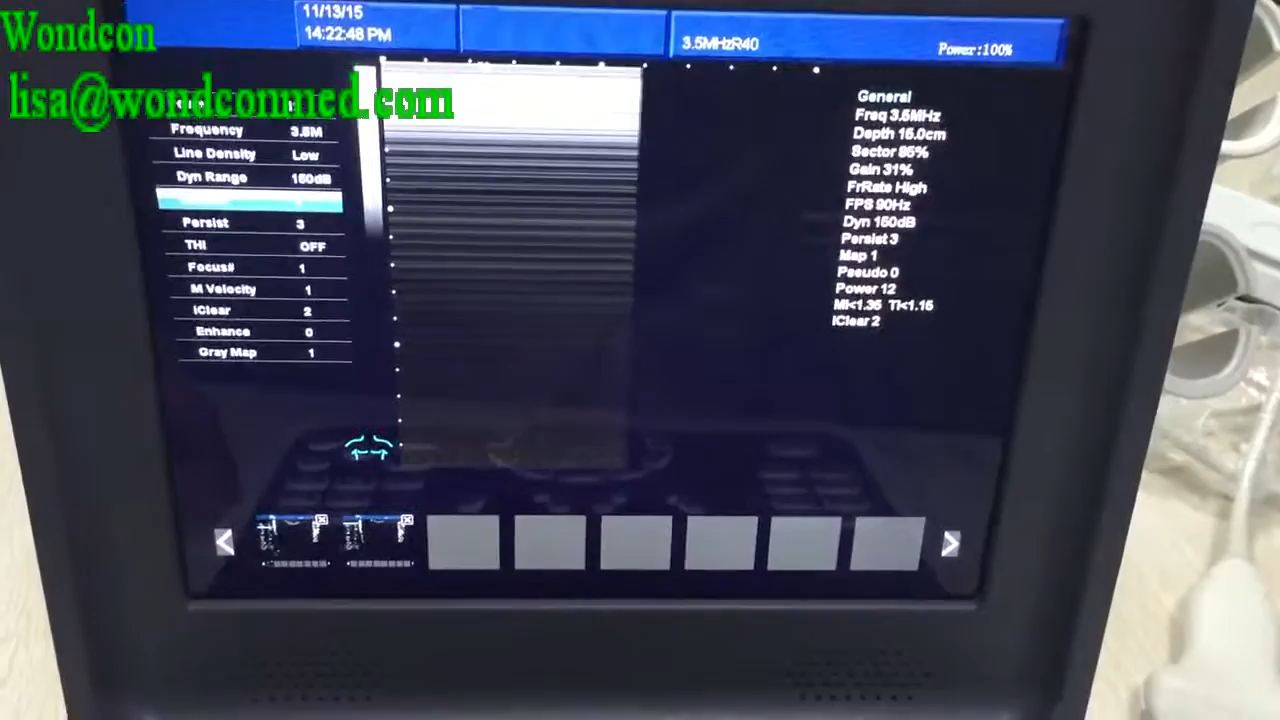 Wondcon
lisa@wondconmed.com
11/13/15
14:22:48 PM
3.5MHzR40
Power:100%
Frequency 3.5M
Line Density Low
Dyn Range 150dB
Persist 3
THI OFF
Focus# 1
M Velocity 1
iClear 2
Enhance 0
Gray Map 1
General
Freq 3.5MHz
Depth 15.0cm
Sector 85%
Gain 31%
FrRate High
FPS 90Hz
Dyn 150dB
Persist 3
Map 1
Pseudo 0
Power 12
MI<1.35 TI<1.15
iClear 2